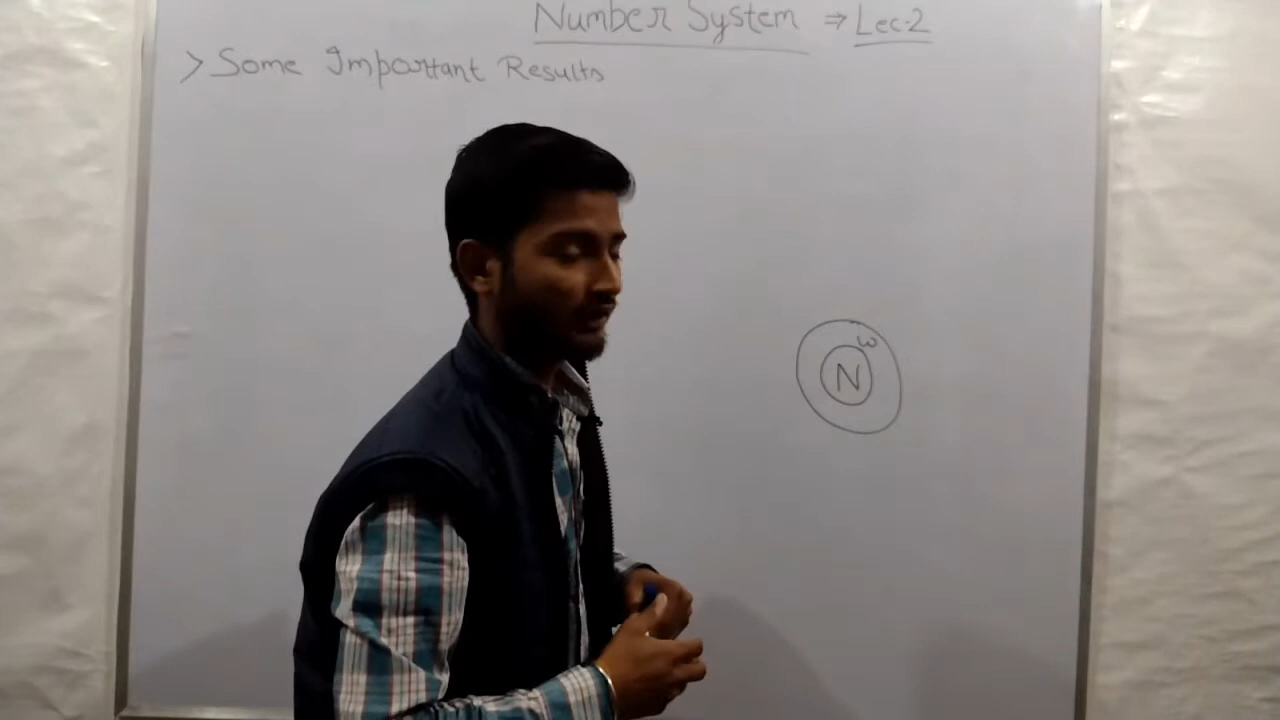 Number System ⇒ Lec-2
> Some Important Results
ω
N